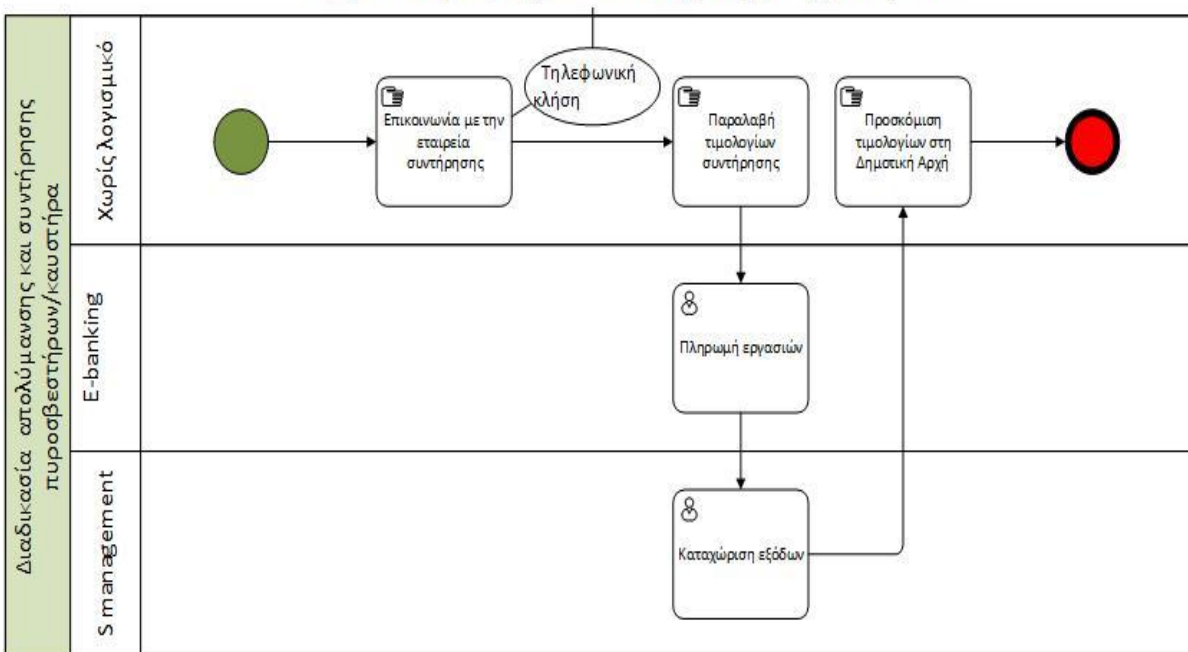 Διαδικασία απολύμανσης και συντήρησης
πυροσβεστήρων/καυστήρα
Χωρίς λογισμικό
Επικοινωνία με την
εταιρεία
συντήρησης
Τηλεφωνική
κλήση
Παραλαβή
τιμολογίων
συντήρησης
Προσκόμιση
τιμολογίων στη
Δημοτική Αρχή
E-banking
Πληρωμή εργασιών
S management
Καταχώριση εξόδων